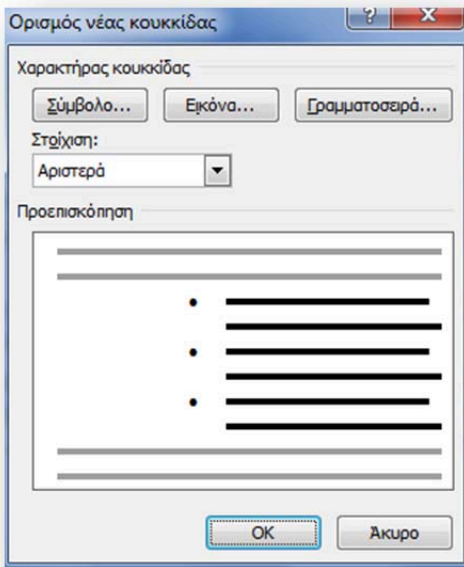 Ορισμός νέας κουκκίδας ? X
Χαρακτήρας κουκκίδας
Σύμβολο... Εικόνα... Γραμματοσειρά...
Στοίχιση:
Αριστερά
Προεπισκόπηση
OK Άκυρο